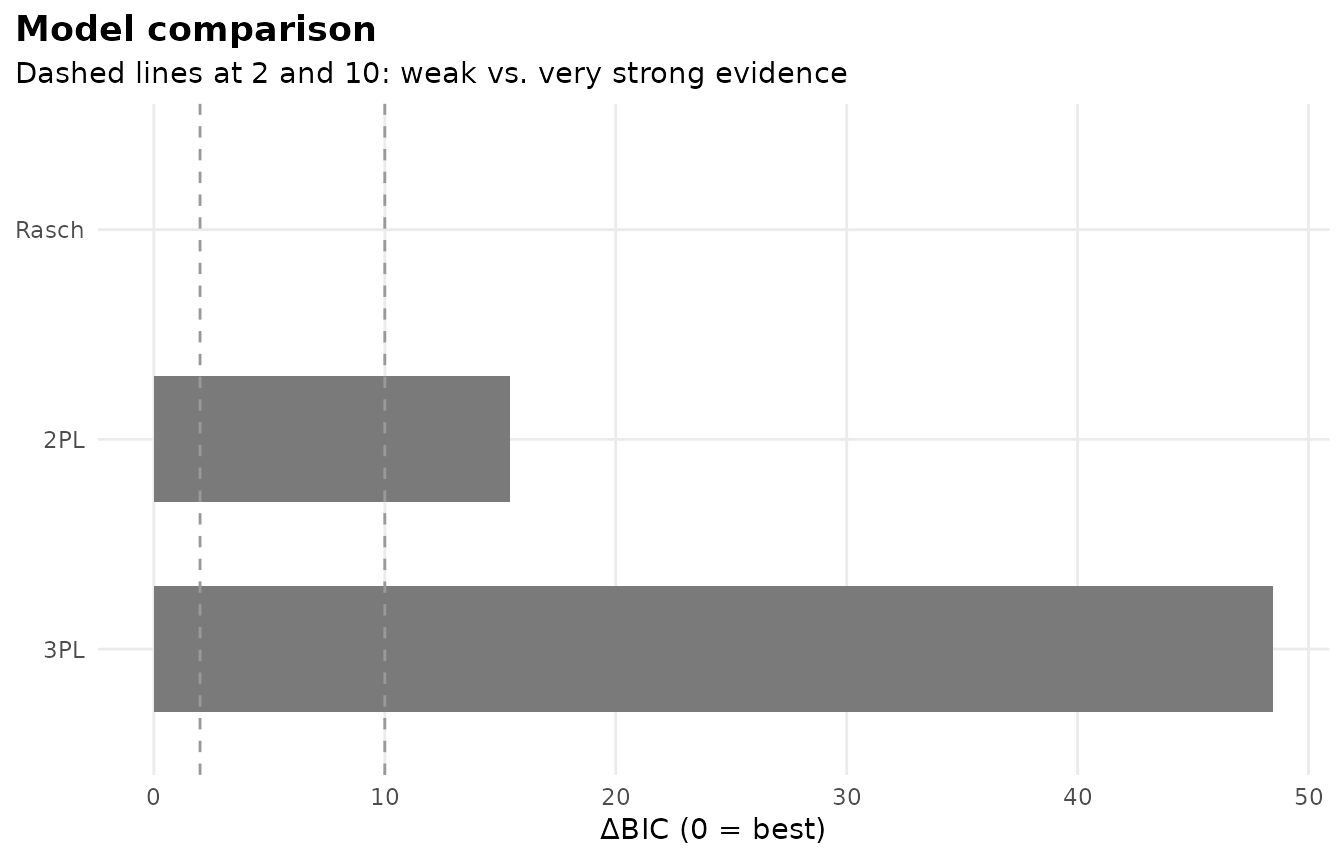 Model comparison
Dashed lines at 2 and 10: weak vs. very strong evidence
Rasch
2PL
3PL
0 10 20 30 40 50
ΔBIC (0 = best)